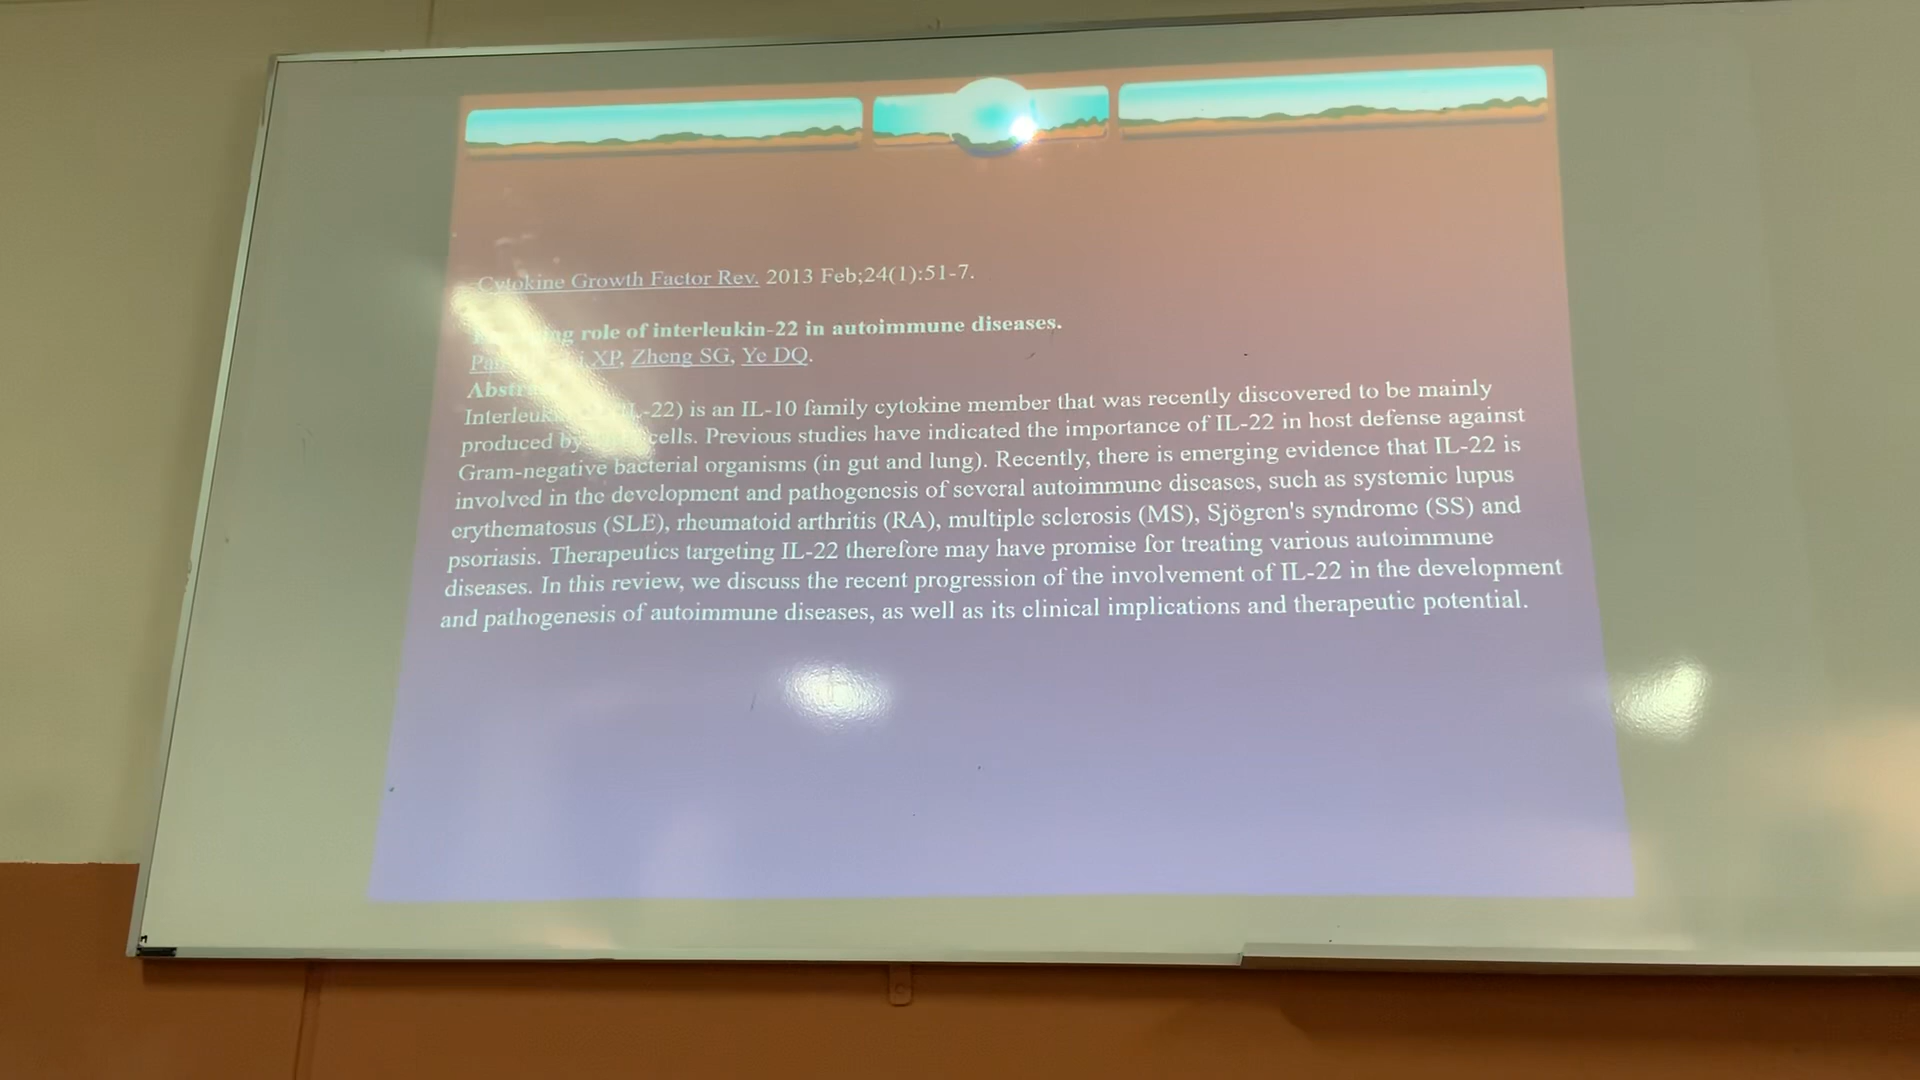 Cytokine Growth Factor Rev. 2013 Feb;24(1):51-7.
role of interleukin-22 in autoimmune diseases.
XP, Zheng SG, Ye DQ.
Abstract
Interleukin (IL-22) is an IL-10 family cytokine member that was recently discovered to be mainly
produced by cells. Previous studies have indicated the importance of IL-22 in host defense against
Gram-negative bacterial organisms (in gut and lung). Recently, there is emerging evidence that IL-22 is
involved in the development and pathogenesis of several autoimmune diseases, such as systemic lupus
erythematosus (SLE), rheumatoid arthritis (RA), multiple sclerosis (MS), Sjögren's syndrome (SS) and
psoriasis. Therapeutics targeting IL-22 therefore may have promise for treating various autoimmune
diseases. In this review, we discuss the recent progression of the involvement of IL-22 in the development
and pathogenesis of autoimmune diseases, as well as its clinical implications and therapeutic potential.